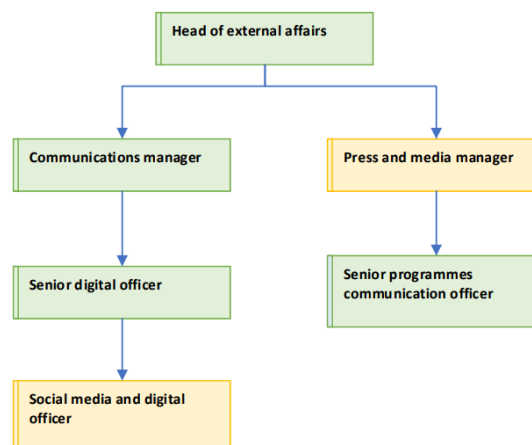 Head of external affairs
Communications manager
Press and media manager
Senior digital officer
Senior programmes
communication officer
Social media and digital
officer